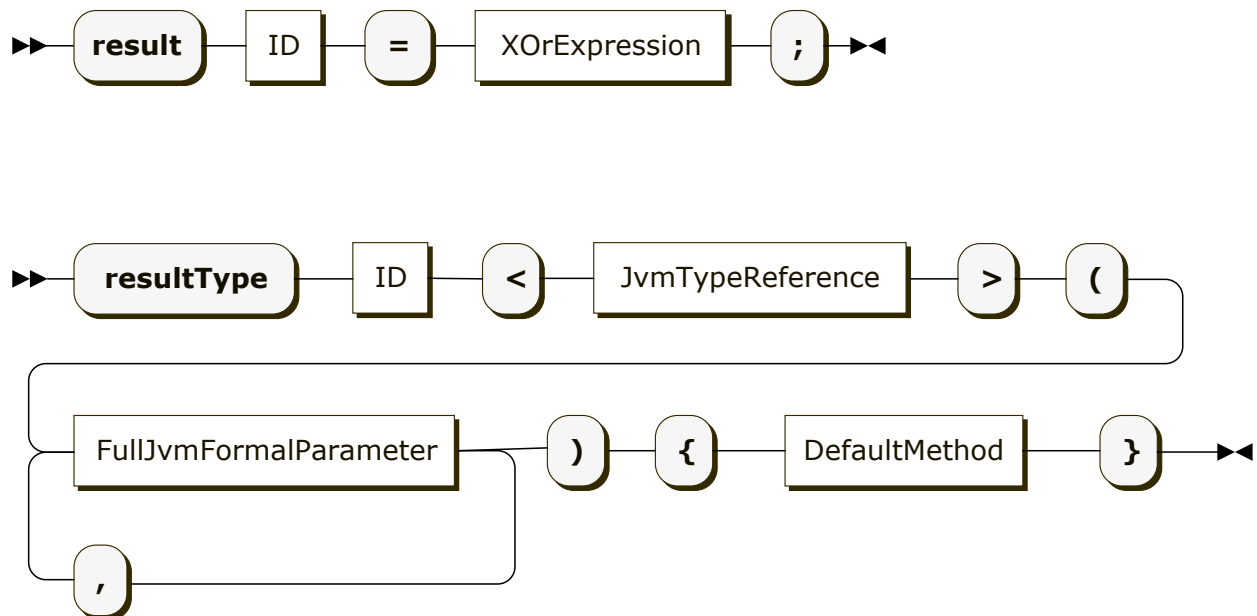 result ID = XOrExpression ;
resultType ID < JvmTypeReference > (
FullJvmFormalParameter ) { DefaultMethod }
,